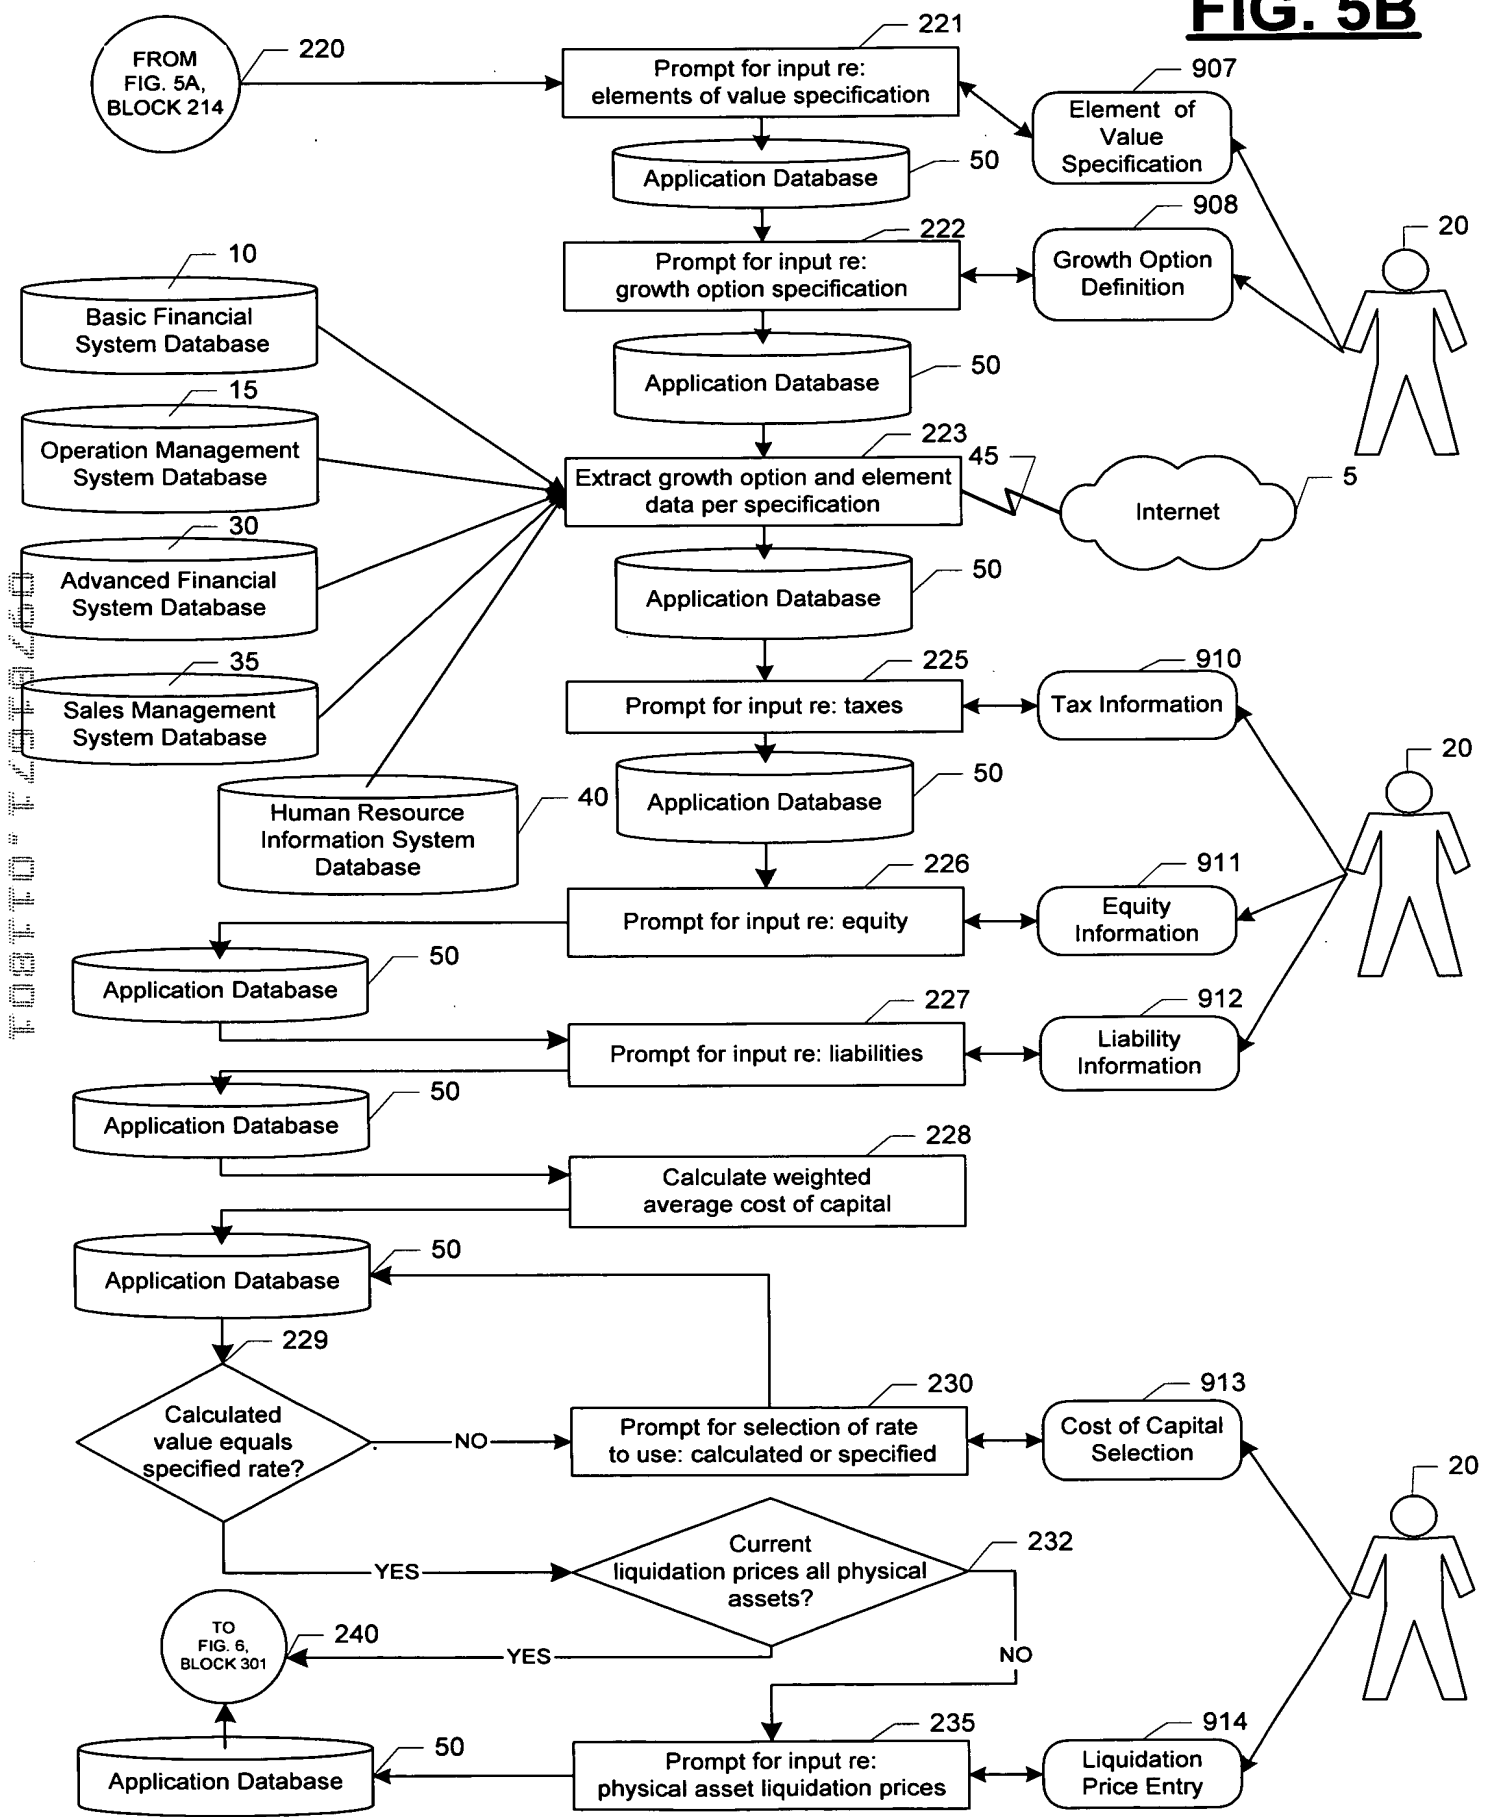 FIG. 5B
FROM
FIG. 5A,
BLOCK 214
220
221
Prompt for input re:
elements of value specification
907
Element of
Value
Specification
50
Application Database
222
Prompt for input re:
growth option specification
908
Growth Option
Definition
20
10
Basic Financial
System Database
50
Application Database
15
Operation Management
System Database
223
Extract growth option and element
data per specification
45
5
Internet
30
Advanced Financial
System Database
50
Application Database
35
Sales Management
System Database
225
Prompt for input re: taxes
910
Tax Information
20
40
Human Resource
Information System
Database
50
Application Database
226
Prompt for input re: equity
911
Equity
Information
50
Application Database
227
Prompt for input re: liabilities
912
Liability
Information
50
Application Database
228
Calculate weighted
average cost of capital
50
Application Database
229
Calculated
value equals
specified rate?
NO
230
Prompt for selection of rate
to use: calculated or specified
913
Cost of Capital
Selection
20
YES
232
Current
liquidation prices all physical
assets?
TO
FIG. 6,
BLOCK 301
240
YES
NO
235
Prompt for input re:
physical asset liquidation prices
914
Liquidation
Price Entry
50
Application Database